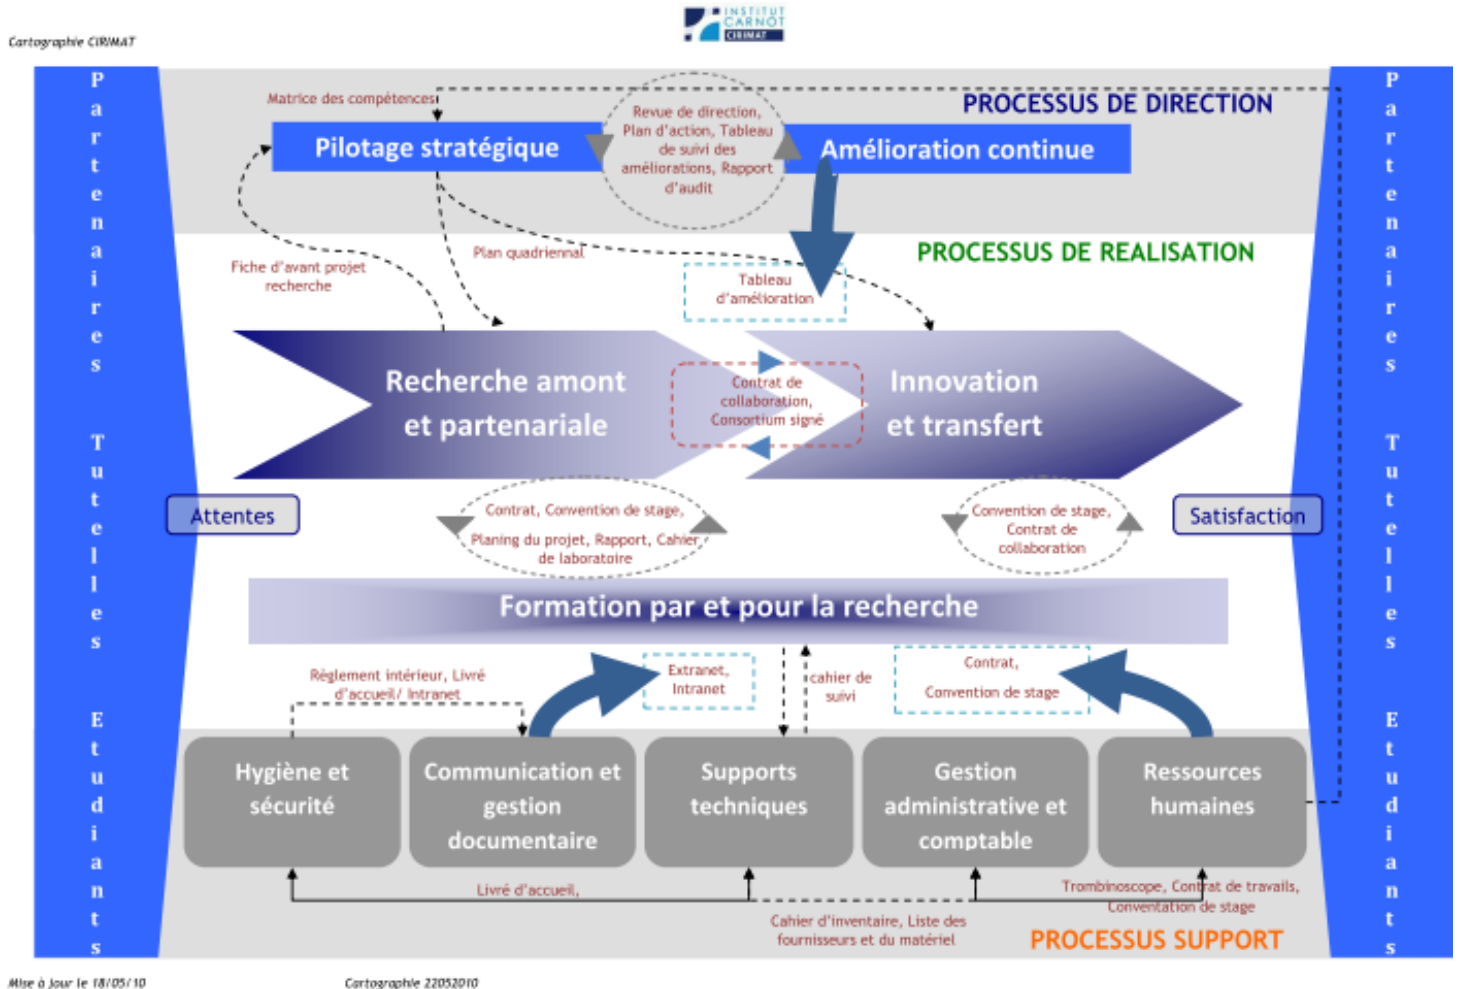 INSTITUT
CARNOT
CIRIMAT
Cartographie CIRIMAT
Partenaires Tutelles Etudiants
Partenaires Tutelles Etudiants
PROCESSUS DE DIRECTION
Matrice des compétences
Revue de direction,
Plan d'action, Tableau
de suivi des
améliorations, Rapport
d'audit
Pilotage stratégique
Amélioration continue
PROCESSUS DE REALISATION
Plan quadriennal
Fiche d'avant projet
recherche
Tableau
d'amélioration
Recherche amont
et partenariale
Contrat de
collaboration,
Consortium signé
Innovation
et transfert
Attentes
Contrat, Convention de stage,
Planing du projet, Rapport, Cahier
de laboratoire
Convention de stage,
Contrat de
collaboration
Satisfaction
Formation par et pour la recherche
Règlement intérieur, Livré
d'accueil/ Intranet
Extranet,
Intranet
cahier de
suivi
Contrat,
Convention de stage
Hygiène et
sécurité
Communication et
gestion
documentaire
Supports
techniques
Gestion
administrative et
comptable
Ressources
humaines
Livré d'accueil,
Trombinoscope, Contrat de travails,
Conventation de stage
Cahier d'inventaire, Liste des
fournisseurs et du matériel
PROCESSUS SUPPORT
Mise à jour le 18/05/10
Cartographie 22052010